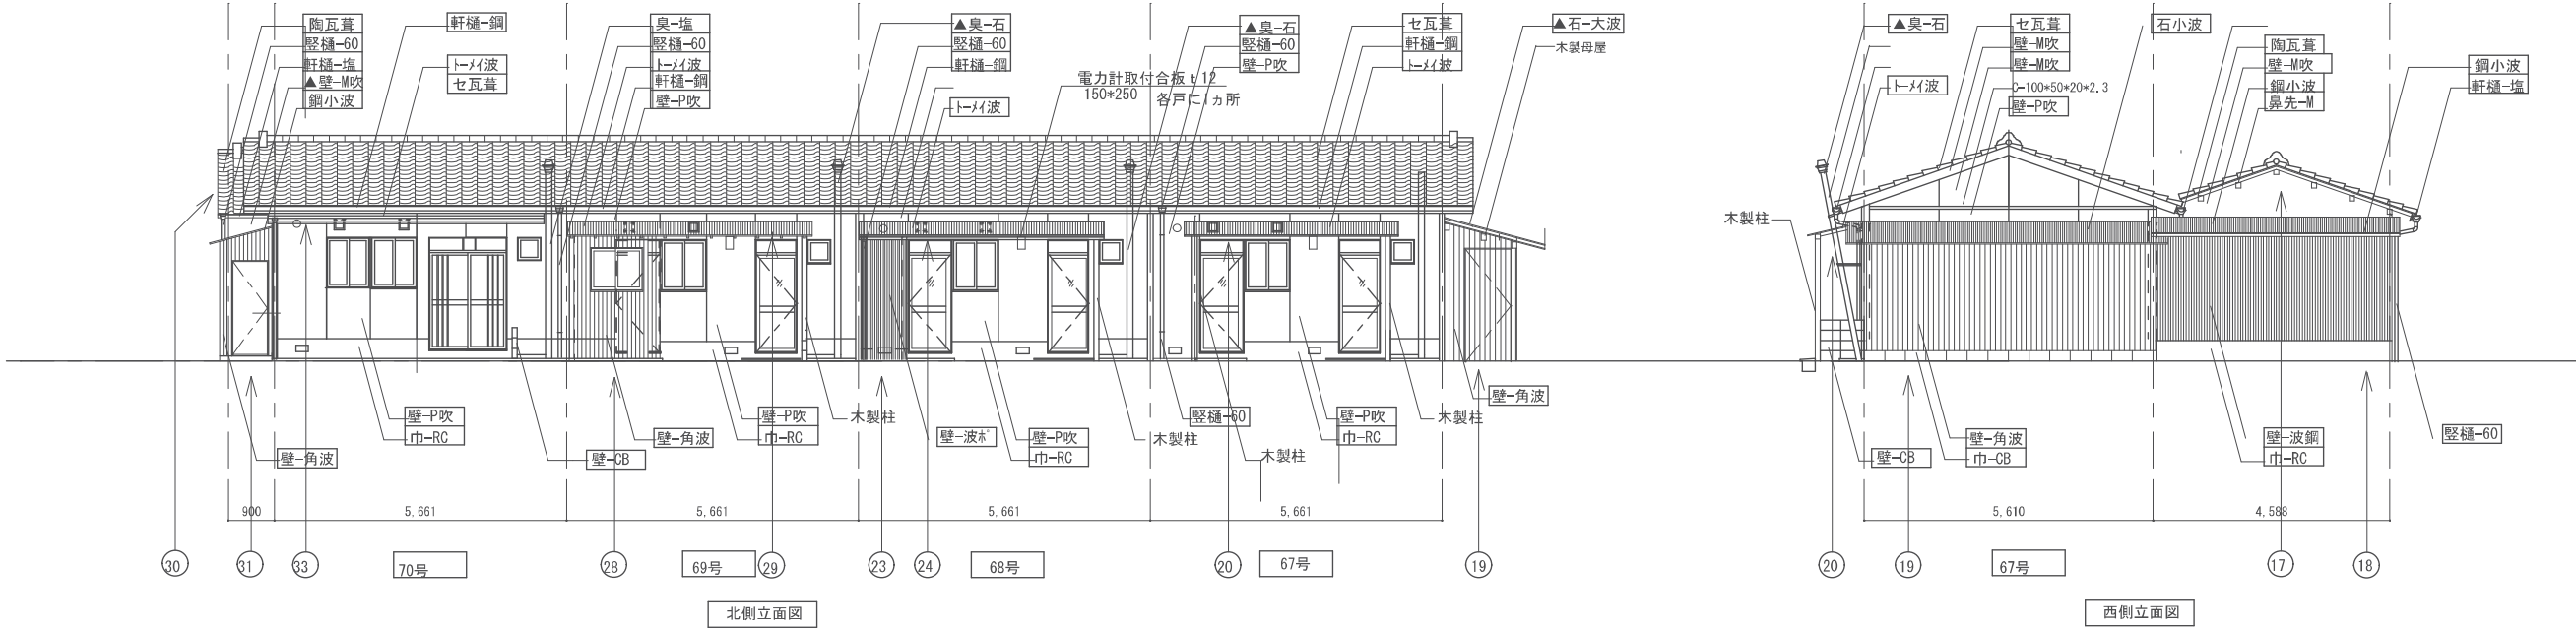 陶瓦葺
竪樋-60
軒樋-塩
▲壁-M吹
鋼小波
軒樋-鋼
トーメイ波
セ瓦葺
臭-塩
竪樋-60
トーメイ波
軒樋-鋼
壁-P吹
▲臭-石
竪樋-60
軒樋-鋼
トーメイ波
電力計取付合板 t 12
150*250 各戸に1ヵ所
▲臭-石
竪樋-60
壁-P吹
セ瓦葺
軒樋-鋼
トーメイ波
▲石-大波
木製母屋
▲臭-石
トーメイ波
セ瓦葺
壁-M吹
壁-M吹
C-100*50*20*2.3
壁-P吹
石小波
陶瓦葺
壁-M吹
鋼小波
鼻先-M
鋼小波
軒樋-塩
木製柱
壁-角波
壁-P吹
巾-RC
壁-CB
壁-角波
壁-P吹
巾-RC
木製柱
壁-波ポ
壁-P吹
巾-RC
木製柱
竪樋-60
木製柱
壁-P吹
巾-RC
木製柱
壁-角波
壁-CB
壁-角波
巾-CB
壁-波鋼
巾-RC
竪樋-60
900
5,661
5,661
5,661
5,661
5,610
4,588
30
31
33
70号
28
69号
29
23
24
68号
20
67号
19
20
19
67号
17
18
北側立面図
西側立面図